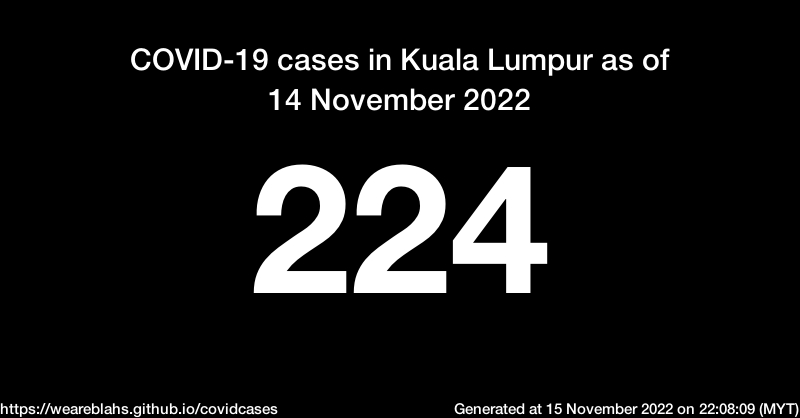 COVID-19 cases in Kuala Lumpur as of
14 November 2022
224
https://weareblahs.github.io/covidcases
Generated at 15 November 2022 on 22:08:09 (MYT)